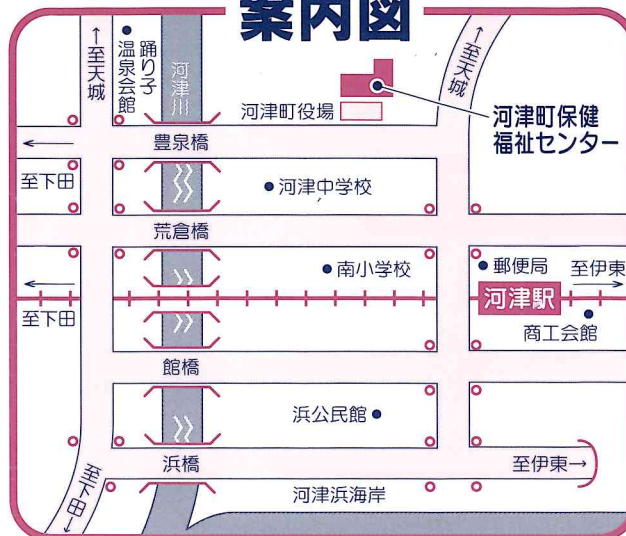 案内図
←至天城
踊り子
温泉会館
河津川
←至天城
河津町役場
河津町保健
福祉センター
←
豊泉橋
至下田
河津中学校
荒倉橋
←
至下田
南小学校
郵便局
至伊東
→
河津駅
商工会館
館橋
浜公民館
浜橋
至伊東→
至下田→
河津浜海岸